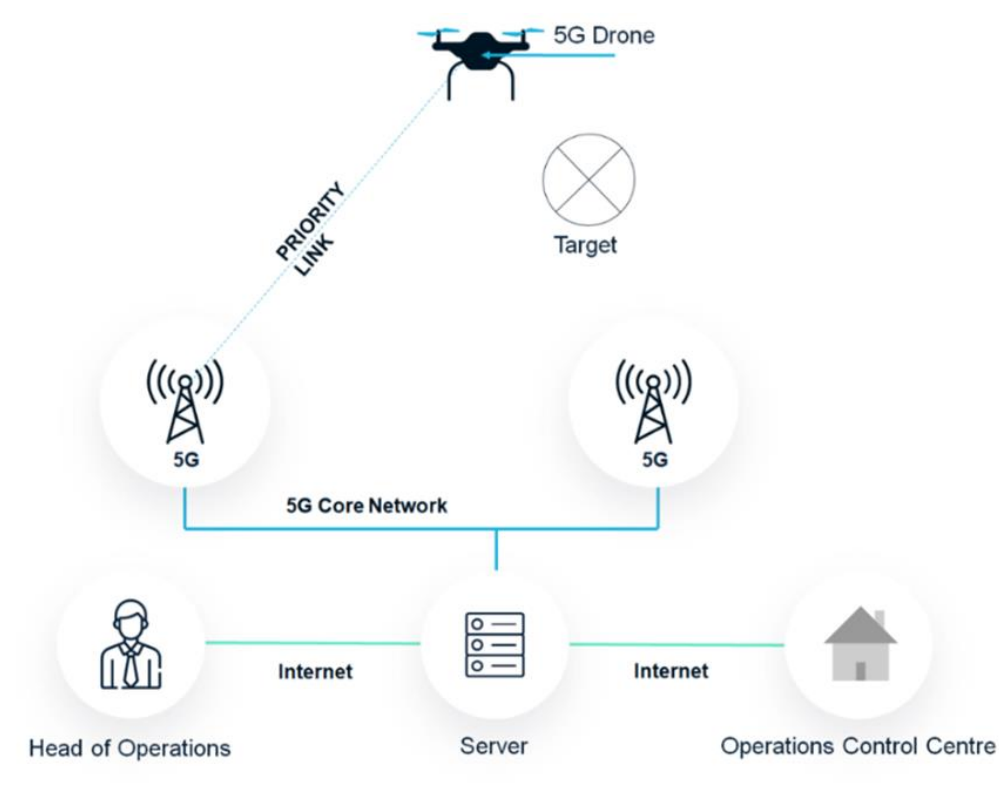 5G Drone
PRIORITY
LINK
Target
5G
5G
5G Core Network
Internet
Internet
Head of Operations
Server
Operations Control Centre